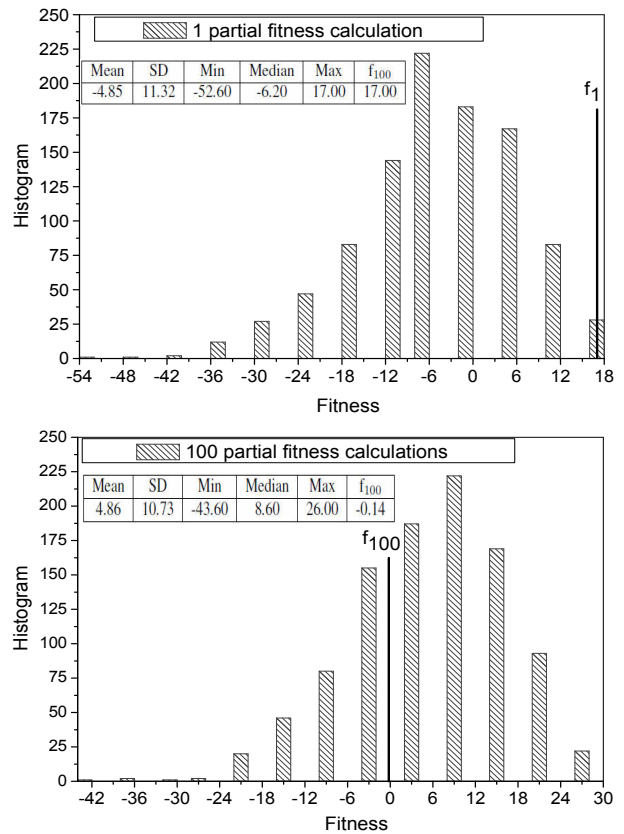 250
225
200
175
150
125
100
75
50
25
0
Histogram
1 partial fitness calculation
Mean SD Min Median Max f100
-4.85 11.32 -52.60 -6.20 17.00 17.00
f1
-54 -48 -42 -36 -30 -24 -18 -12 -6 0 6 12 18
Fitness
250
225
200
175
150
125
100
75
50
25
0
Histogram
100 partial fitness calculations
Mean SD Min Median Max f100
4.86 10.73 -43.60 8.60 26.00 -0.14
f100
-42 -36 -30 -24 -18 -12 -6 0 6 12 18 24 30
Fitness